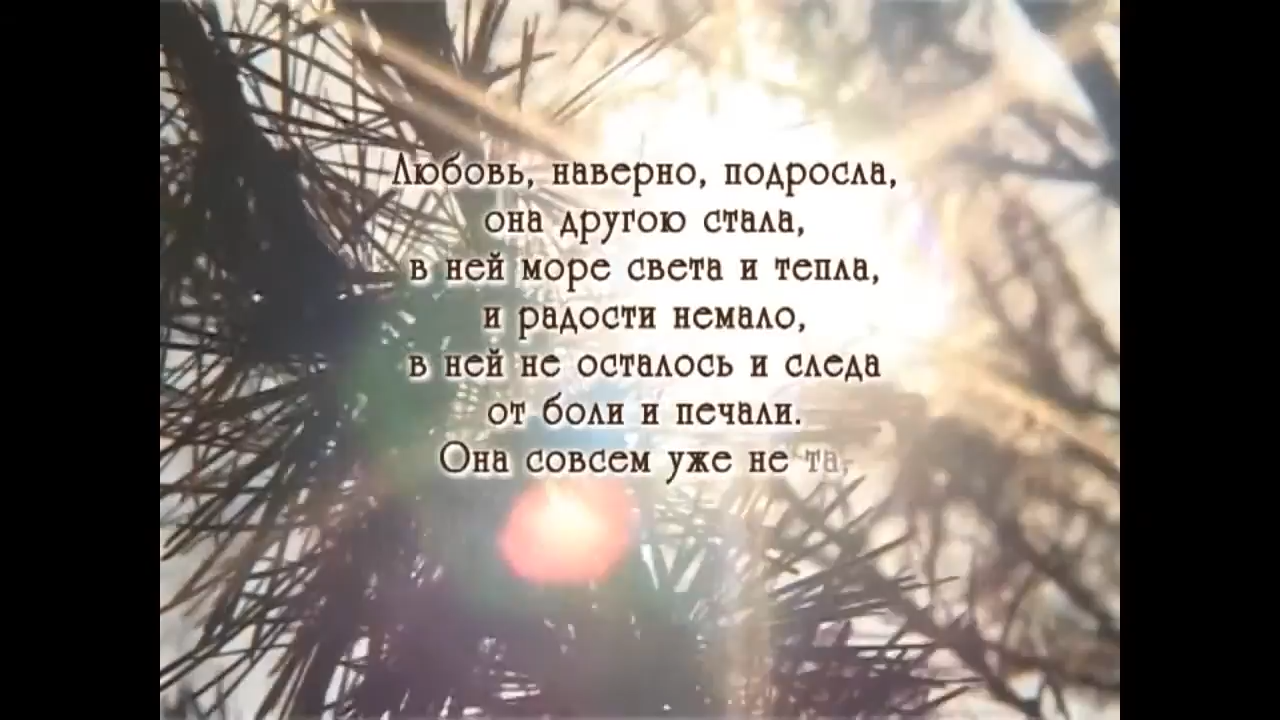 Любовь, наверно, подросла,
она другою стала,
в ней море света и тепла,
и радости немало,
в ней не осталось и следа
от боли и печали.
Она совсем уже не та,